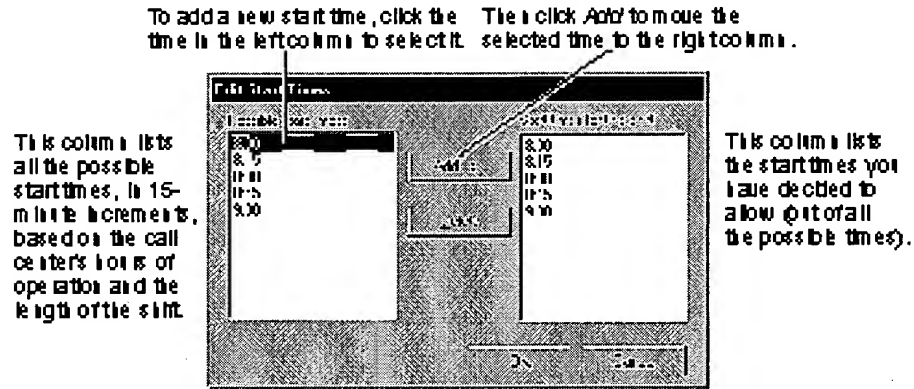 To add a new start time, click the
time in the left column to select it.
Then click Add to move the
selected time to the right column.
Edit Start Times
This column lists
all the possible
start times, in 15-
minute increments,
based on the call
center's hours of
operation and the
length of the shift.
8:00
8:15
8:45
9:00
Add
8:00
8:15
8:45
9:00
This column lists
the start times you
have decided to
allow (out of all
the possible times).